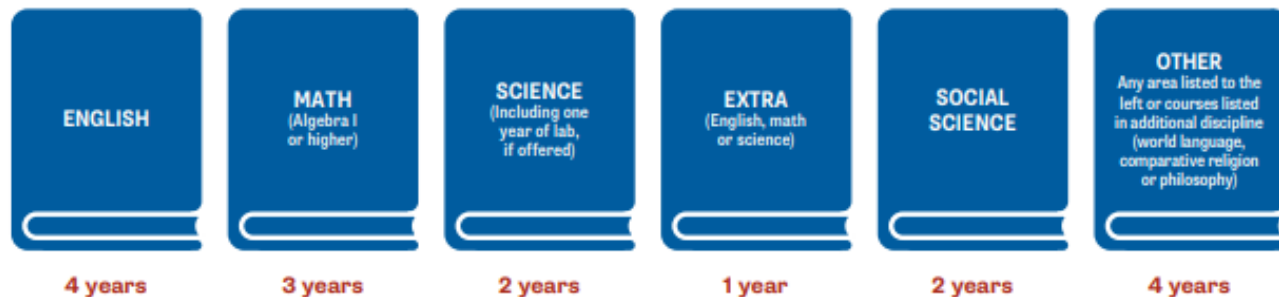 ENGLISH
MATH
(Algebra I
or higher)
SCIENCE
(Including one
year of lab,
if offered)
EXTRA
(English, math
or science)
SOCIAL
SCIENCE
OTHER
Any area listed to the
left or courses listed
in additional discipline
(world language,
comparative religion
or philosophy)
4 years
3 years
2 years
1 year
2 years
4 years